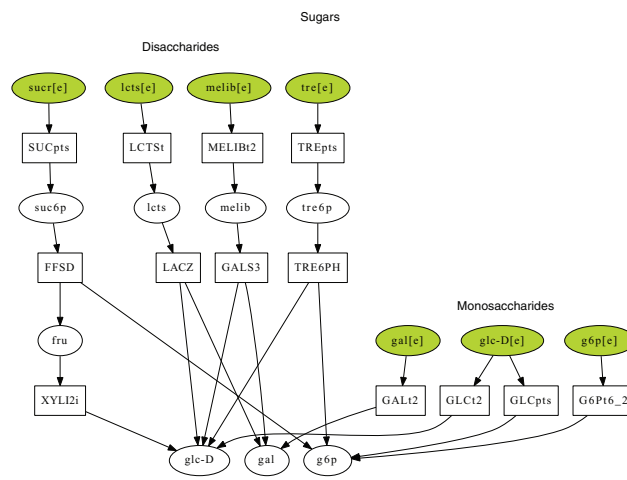 Sugars
Disaccharides
sucr[e] lcts[e] melib[e] tre[e]
SUCpts LCTSt MELIBt2 TREpts
suc6p lcts melib tre6p
FFSD LACZ GALS3 TRE6PH
Monosaccharides
fru gal[e] glc-D[e] g6p[e]
XYLI2i GALt2 GLCt2 GLCpts G6Pt6_2
glc-D gal g6p